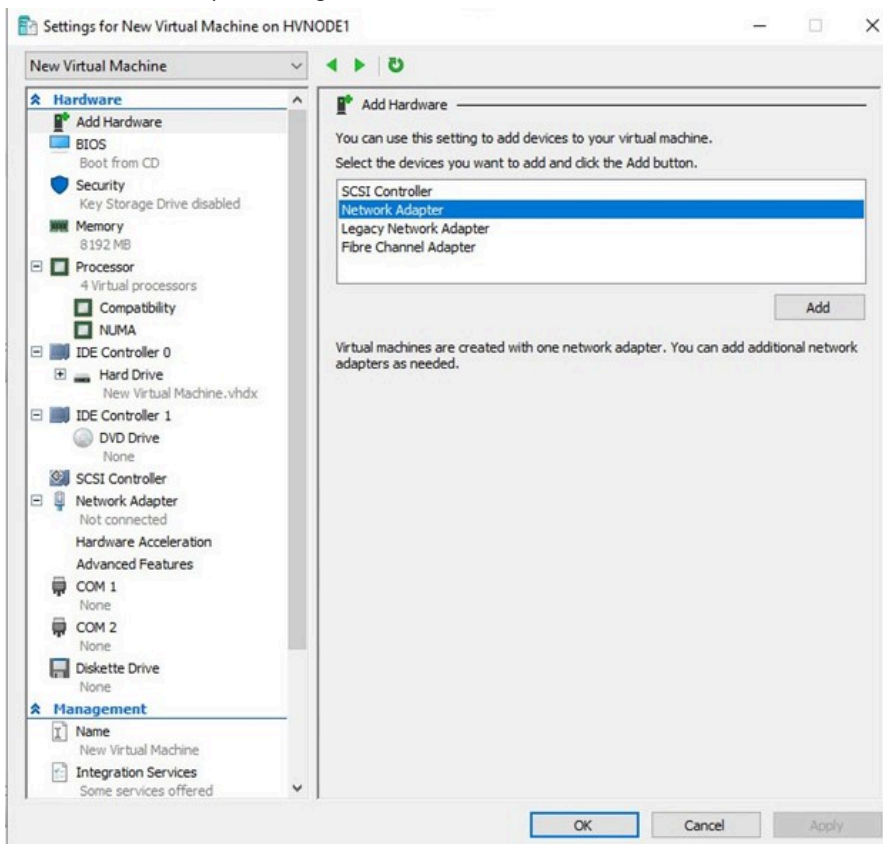 Settings for New Virtual Machine on HVNODE1
New Virtual Machine
Hardware
Add Hardware
BIOS
Boot from CD
Security
Key Storage Drive disabled
Memory
8192 MB
Processor
4 Virtual processors
Compatibility
NUMA
IDE Controller 0
Hard Drive
New Virtual Machine.vhdx
IDE Controller 1
DVD Drive
None
SCSI Controller
Network Adapter
Not connected
Hardware Acceleration
Advanced Features
COM 1
None
COM 2
None
Diskette Drive
None
Management
Name
New Virtual Machine
Integration Services
Some services offered
Add Hardware
You can use this setting to add devices to your virtual machine.
Select the devices you want to add and click the Add button.
SCSI Controller
Network Adapter
Legacy Network Adapter
Fibre Channel Adapter
Add
Virtual machines are created with one network adapter. You can add additional network
adapters as needed.
OK
Cancel
Apply